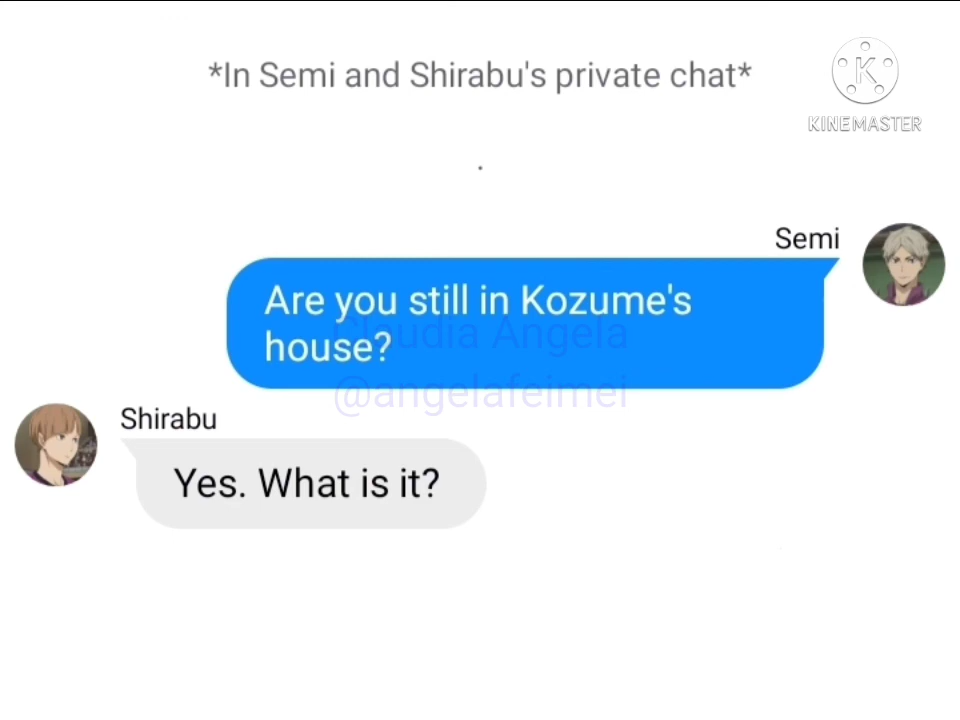 *In Semi and Shirabu's private chat*
K
KINEMASTER
.
Semi
Are you still in Kozume's
house?
Claudia Angela
@angelafeimei
Shirabu
Yes. What is it?